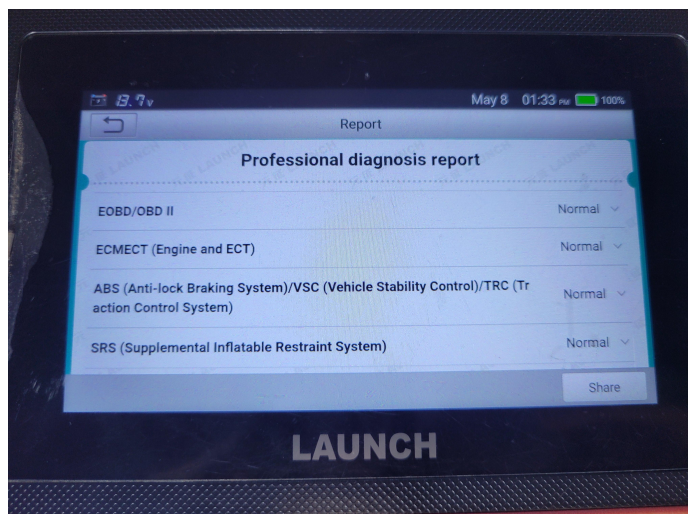 13.7v May 8 01:33 PM 100%
Report
Professional diagnosis report
EOBD/OBD II Normal
ECMECT (Engine and ECT) Normal
ABS (Anti-lock Braking System)/VSC (Vehicle Stability Control)/TRC (Tr
action Control System) Normal
SRS (Supplemental Inflatable Restraint System) Normal
Share
LAUNCH